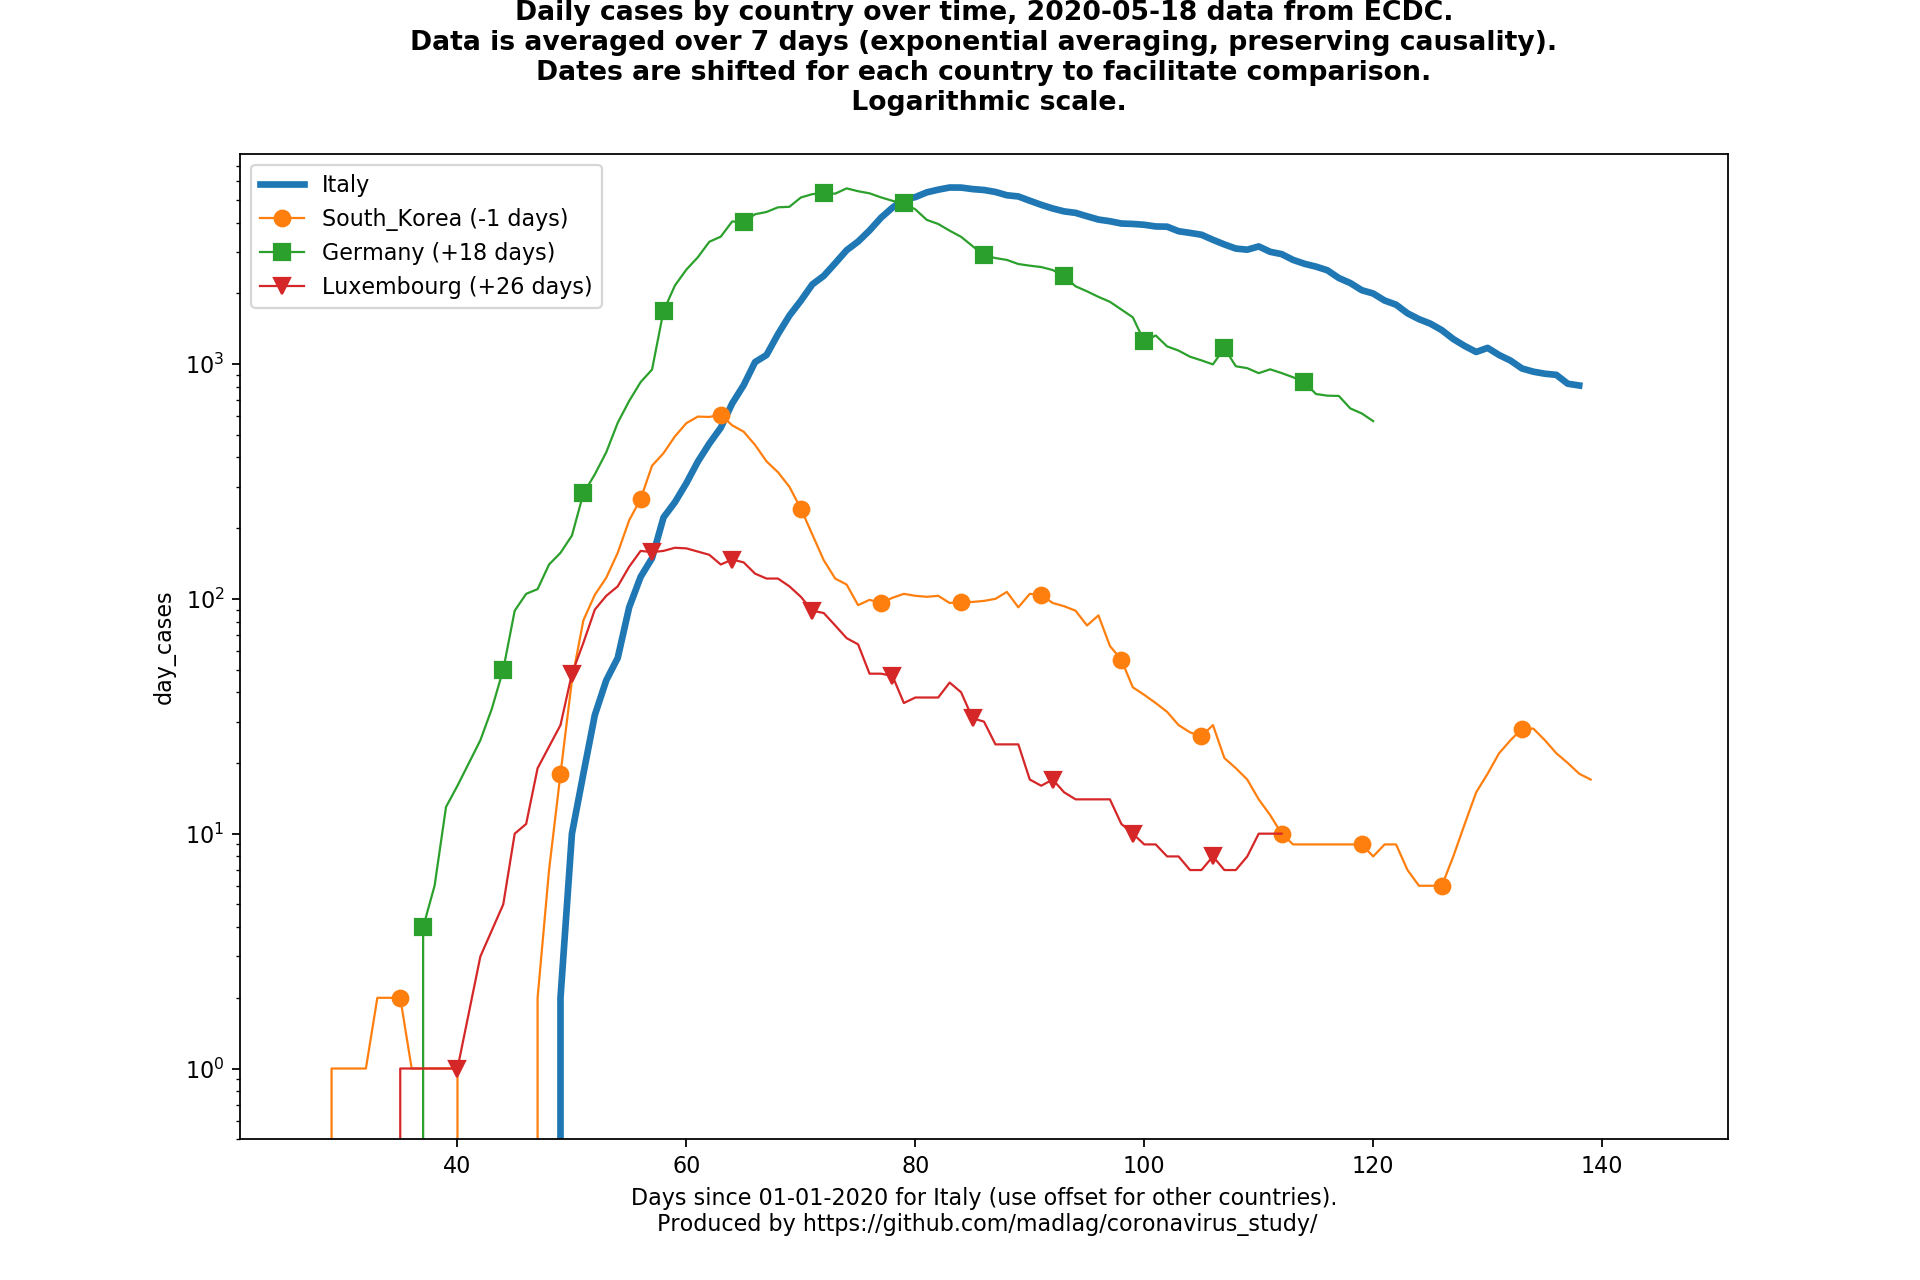 Daily cases by country over time, 2020-05-18 data from ECDC.
Data is averaged over 7 days (exponential averaging, preserving causality).
Dates are shifted for each country to facilitate comparison.
Logarithmic scale.
Italy
South_Korea (-1 days)
Germany (+18 days)
Luxembourg (+26 days)
10³
10²
10¹
10⁰
day_cases
40 60 80 100 120 140
Days since 01-01-2020 for Italy (use offset for other countries).
Produced by https://github.com/madlag/coronavirus_study/